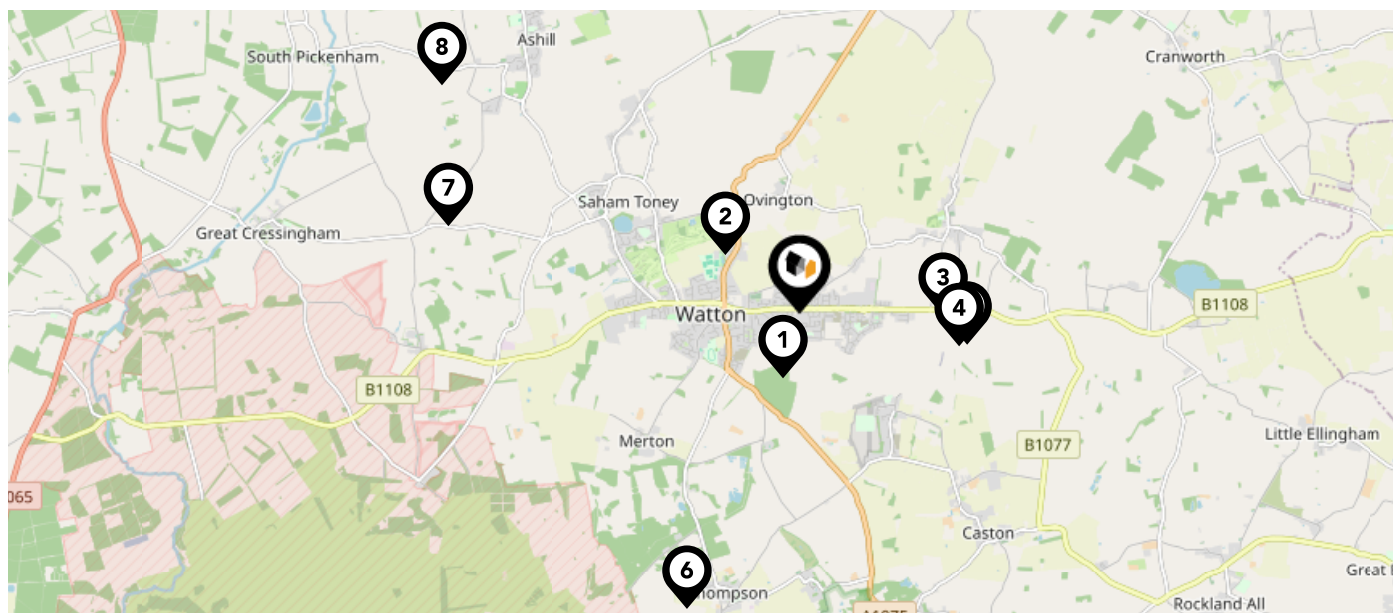 8
Ashill
South Pickenham
Cranworth
7
Saham Toney
2
Ovington
Great Cressingham
3
4
B1108
Watton
1
B1108
Merton
Little Ellingham
B1077
065
Caston
6
Great
Rockland All